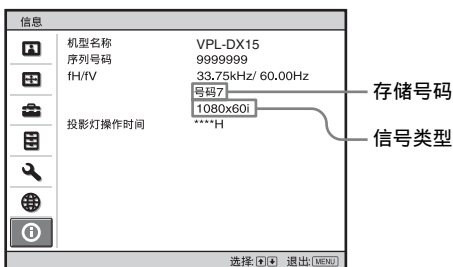 信息
机型名称 VPL-DX15
序列号码 9999999
fH/fV 33.75kHz/ 60.00Hz
号码7
1080x60i
投影灯操作时间 ****H
存储号码
信号类型
选择:↑↓ 退出:MENU